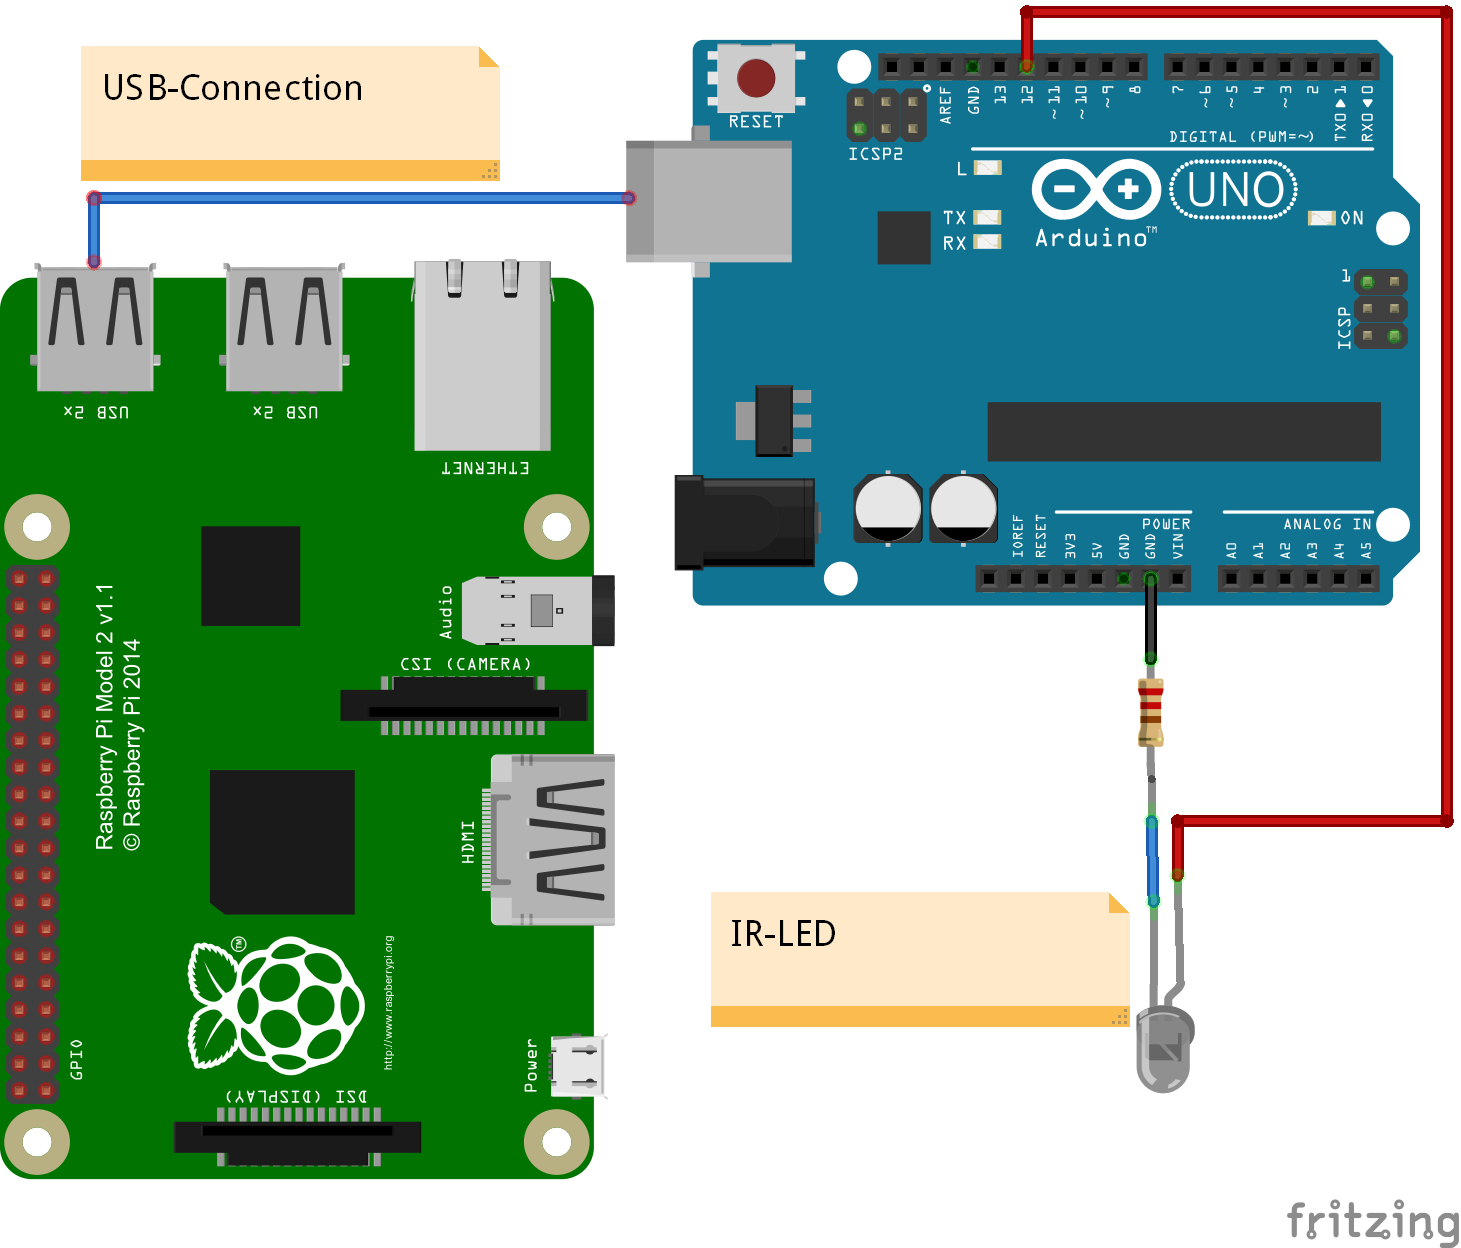 USB-Connection
RESET
ICSP2
AREF
GND
13
12
~11
~10
~9
8
7
~6
~5
4
~3
2
TX0▶1
RX0◀0
DIGITAL (PWM=~)
L
TX
RX
Arduino™
UNO
ON
1
ICSP
IOREF
RESET
3V3
5V
GND
GND
VIN
POWER
ANALOG IN
A0
A1
A2
A3
A4
A5
USB 2x
USB 2x
ETHERNET
Raspberry Pi Model 2 v1.1
© Raspberry Pi 2014
Audio
CSI (CAMERA)
HDMI
IR-LED
TM
http://www.raspberrypi.org
GPIO
Power
DSI (DISPLAY)
fritzing